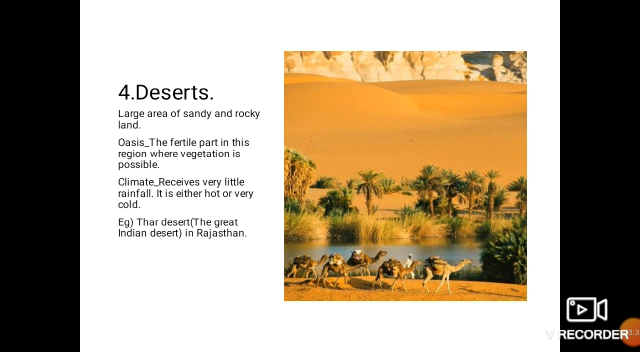 4.Deserts.
Large area of sandy and rocky
land.
Oasis_The fertile part in this
region where vegetation is
possible.
Climate_Receives very little
rainfall. It is either hot or very
cold.
Eg) Thar desert(The great
Indian desert) in Rajasthan.
V RECORDER